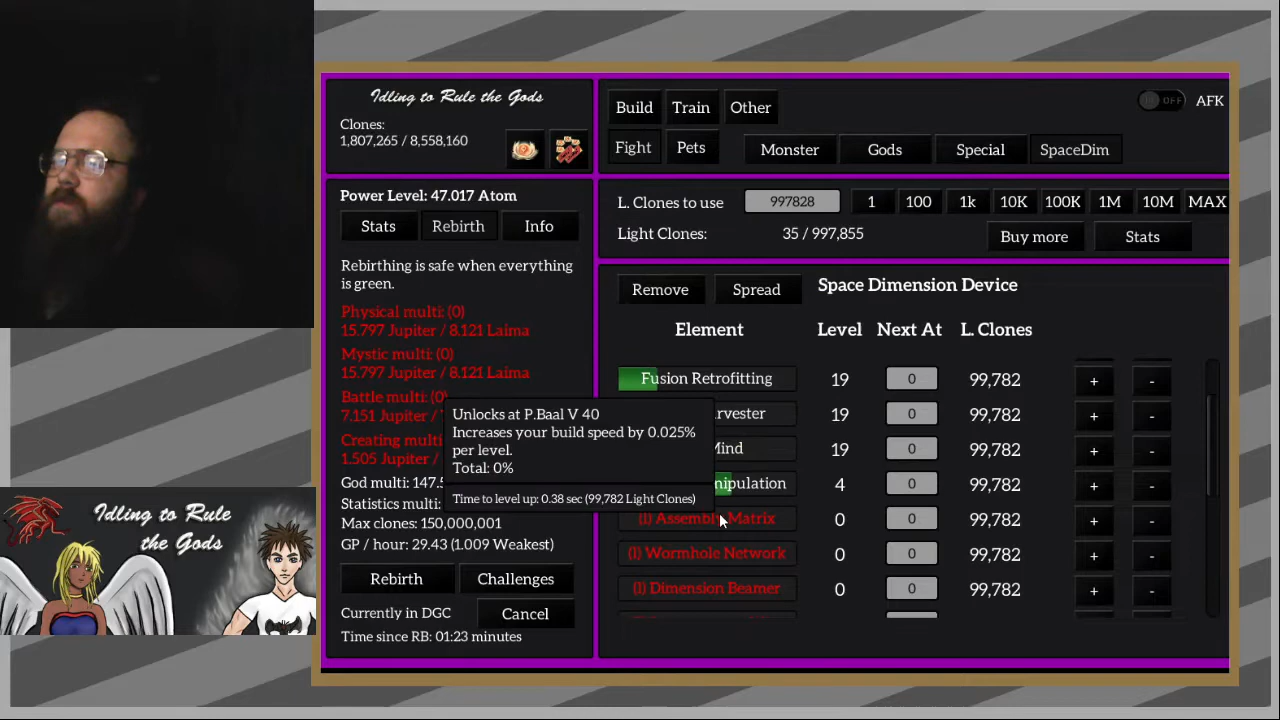 Idling to Rule the Gods
Clones:
1,807,265 / 8,558,160
Build
Train
Other
OFF
AFK
Fight
Pets
Monster
Gods
Special
SpaceDim
Power Level: 47.017 Atom
Stats
Rebirth
Info
Rebirthing is safe when everything
is green.
Physical multi: (0)
15.797 Jupiter / 8.121 Laima
Mystic multi: (0)
15.797 Jupiter / 8.121 Laima
Battle multi: (0)
7.151 Jupiter /
Creating multi
1.505 Jupiter /
God multi: 147.5
Statistics multi:
Max clones: 150,000,001
GP / hour: 29.43 (1.009 Weakest)
Rebirth
Challenges
Currently in DGC
Cancel
Time since RB: 01:23 minutes
L. Clones to use
997828
1
100
1k
10K
100K
1M
10M
MAX
Light Clones:
35 / 997,855
Buy more
Stats
Remove
Spread
Space Dimension Device
Element
Level
Next At
L. Clones
Fusion Retrofitting
19
0
99,782
+
-
rvester
19
0
99,782
+
-
Mind
19
0
99,782
+
-
nipulation
4
0
99,782
+
-
(l) Assembly Matrix
0
0
99,782
+
-
(l) Wormhole Network
0
0
99,782
+
-
(l) Dimension Beamer
0
0
99,782
+
-
Unlocks at P.Baal V 40
Increases your build speed by 0.025%
per level.
Total: 0%
Time to level up: 0.38 sec (99,782 Light Clones)
Idling to Rule
the Gods